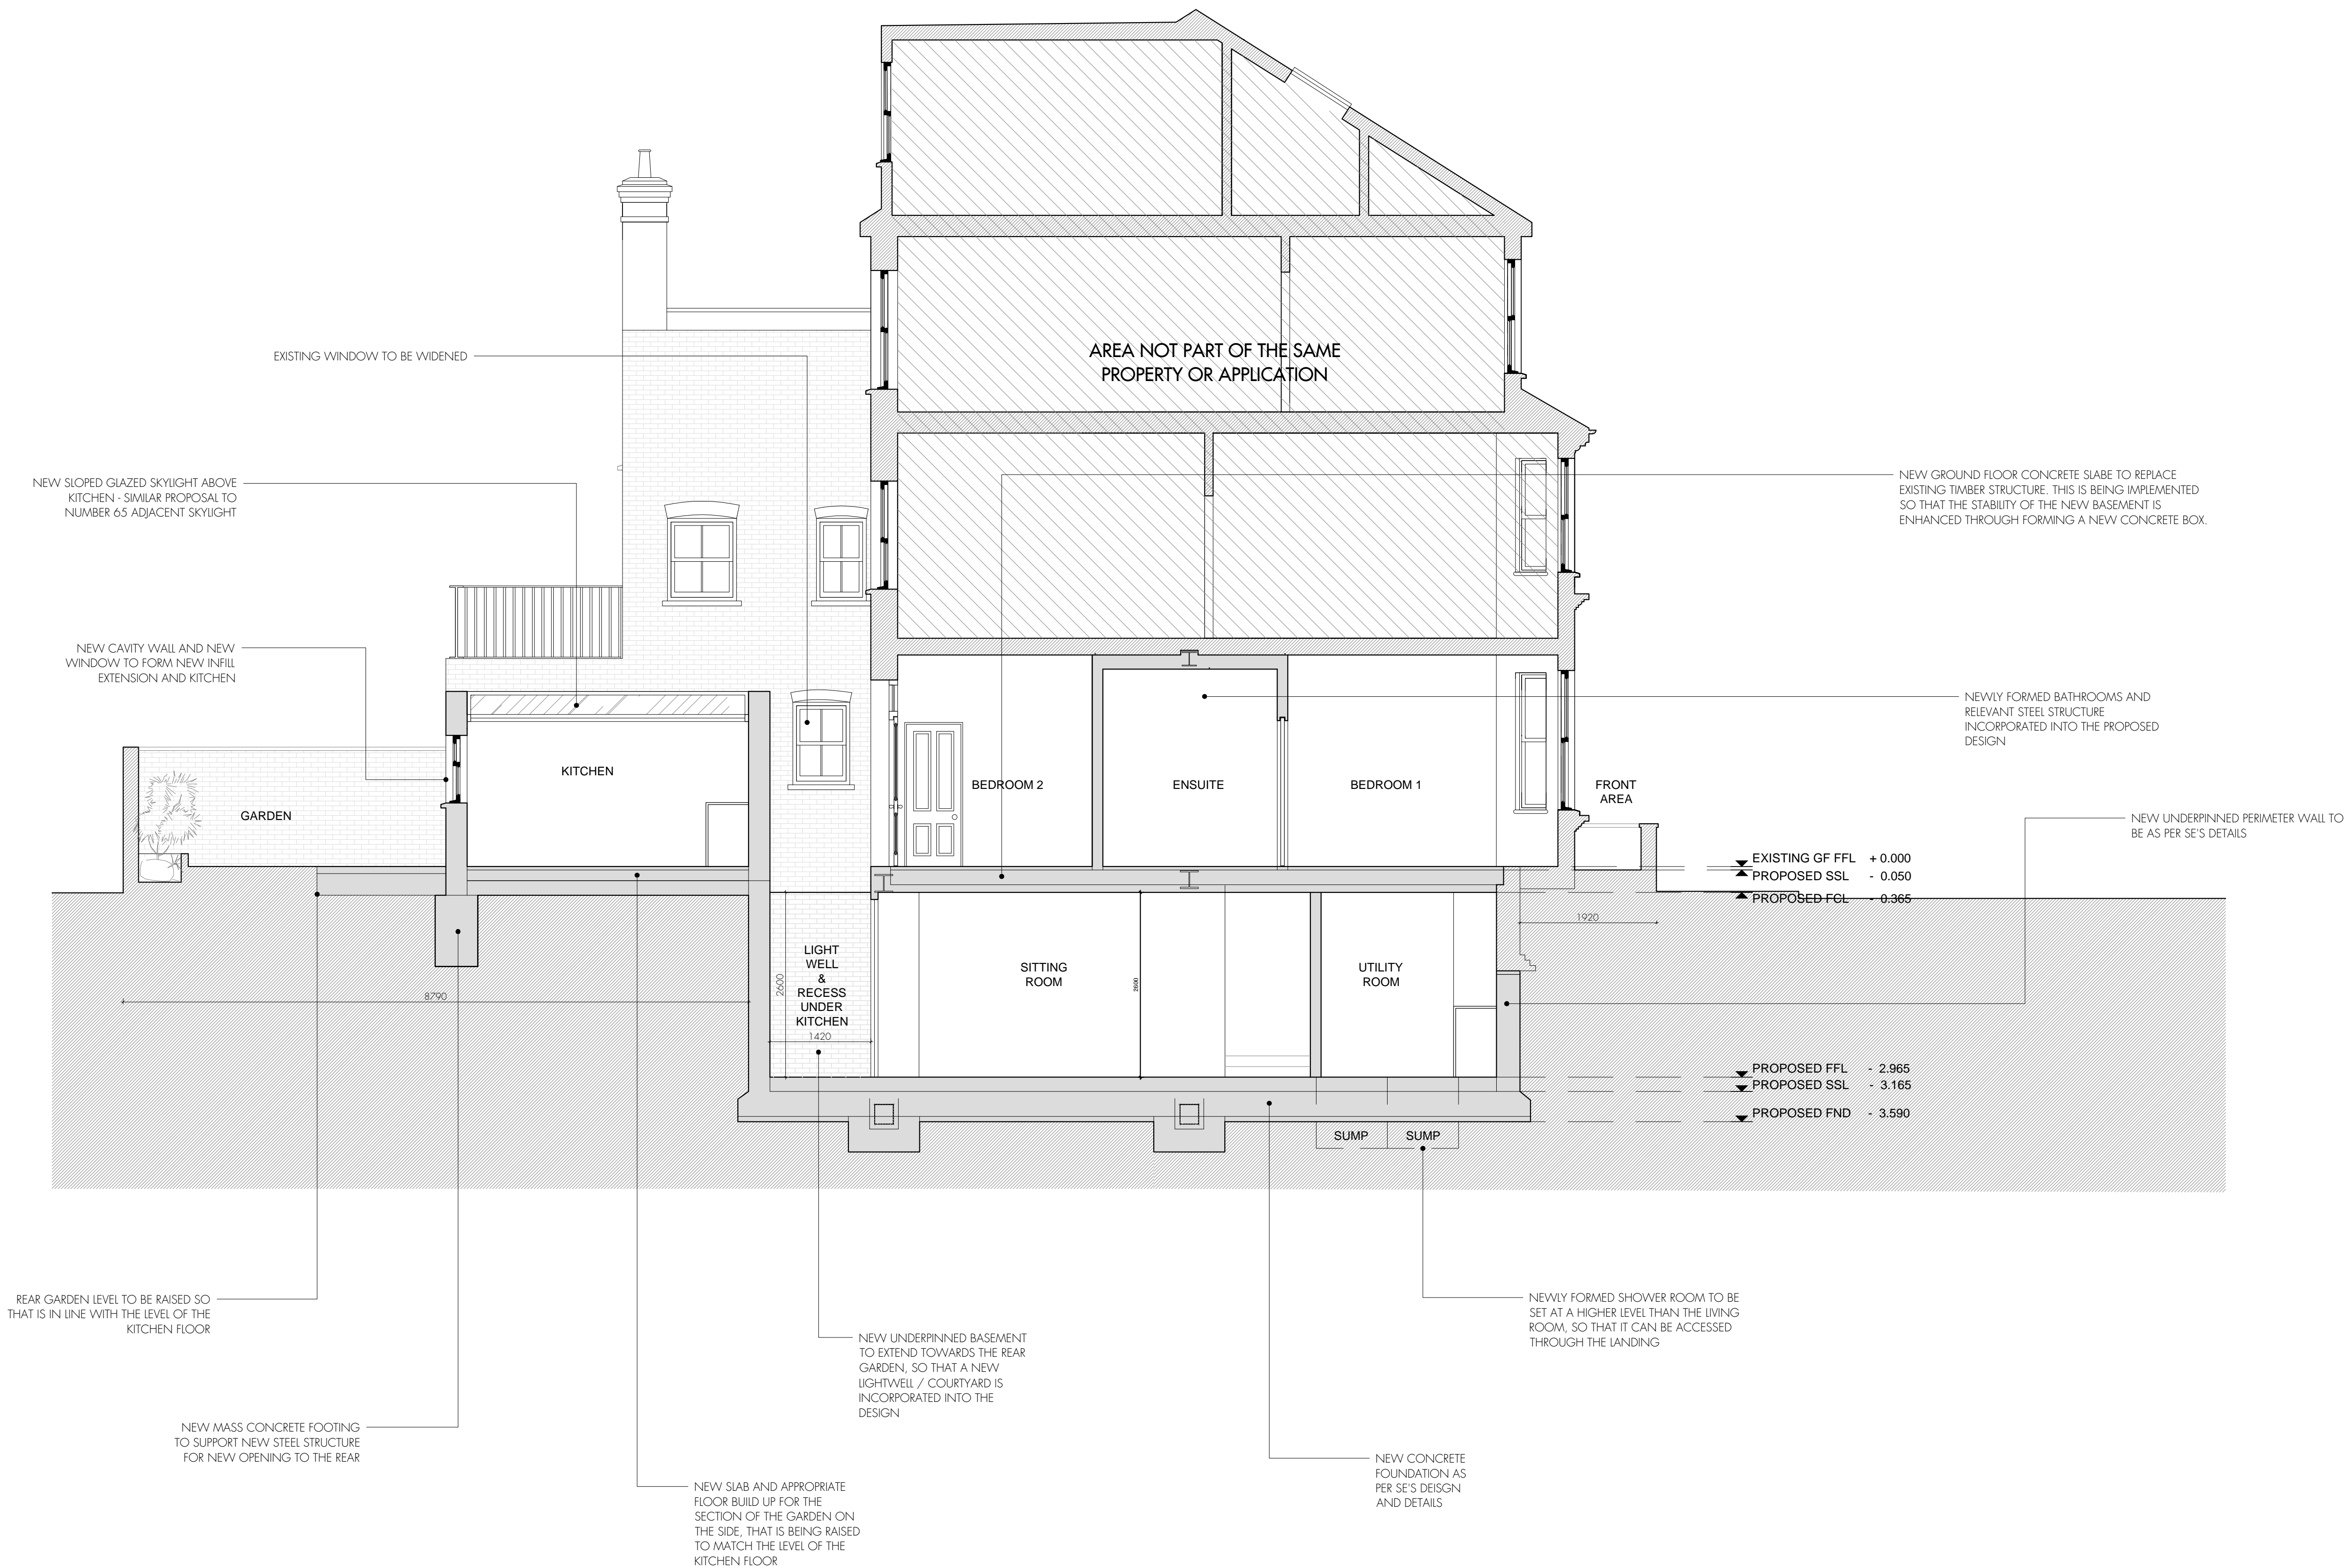 AREA NOT PART OF THE SAME
PROPERTY OR APPLICATION
EXISTING WINDOW TO BE WIDENED
NEW SLOPED GLAZED SKYLIGHT ABOVE
KITCHEN - SIMILAR PROPOSAL TO
NUMBER 65 ADJACENT SKYLIGHT
NEW GROUND FLOOR CONCRETE SLABE TO REPLACE
EXISTING TIMBER STRUCTURE. THIS IS BEING IMPLEMENTED
SO THAT THE STABILITY OF THE NEW BASEMENT IS
ENHANCED THROUGH FORMING A NEW CONCRETE BOX.
NEW CAVITY WALL AND NEW
WINDOW TO FORM NEW INFILL
EXTENSION AND KITCHEN
NEWLY FORMED BATHROOMS AND
RELEVANT STEEL STRUCTURE
INCORPORATED INTO THE PROPOSED
DESIGN
KITCHEN
GARDEN
BEDROOM 2
ENSUITE
BEDROOM 1
FRONT
AREA
NEW UNDERPINNED PERIMETER WALL TO
BE AS PER SE'S DETAILS
EXISTING GF FFL + 0.000
PROPOSED SSL - 0.050
PROPOSED FCL - 0.365
1920
8790
2600
LIGHT
WELL
&
RECESS
UNDER
KITCHEN
1420
SITTING
ROOM
2600
UTILITY
ROOM
PROPOSED FFL - 2.965
PROPOSED SSL - 3.165
PROPOSED FND - 3.590
SUMP
SUMP
REAR GARDEN LEVEL TO BE RAISED SO
THAT IS IN LINE WITH THE LEVEL OF THE
KITCHEN FLOOR
NEWLY FORMED SHOWER ROOM TO BE
SET AT A HIGHER LEVEL THAN THE LIVING
ROOM, SO THAT IT CAN BE ACCESSED
THROUGH THE LANDING
NEW UNDERPINNED BASEMENT
TO EXTEND TOWARDS THE REAR
GARDEN, SO THAT A NEW
LIGHTWELL / COURTYARD IS
INCORPORATED INTO THE
DESIGN
NEW MASS CONCRETE FOOTING
TO SUPPORT NEW STEEL STRUCTURE
FOR NEW OPENING TO THE REAR
NEW CONCRETE
FOUNDATION AS
PER SE'S DEISGN
AND DETAILS
NEW SLAB AND APPROPRIATE
FLOOR BUILD UP FOR THE
SECTION OF THE GARDEN ON
THE SIDE, THAT IS BEING RAISED
TO MATCH THE LEVEL OF THE
KITCHEN FLOOR